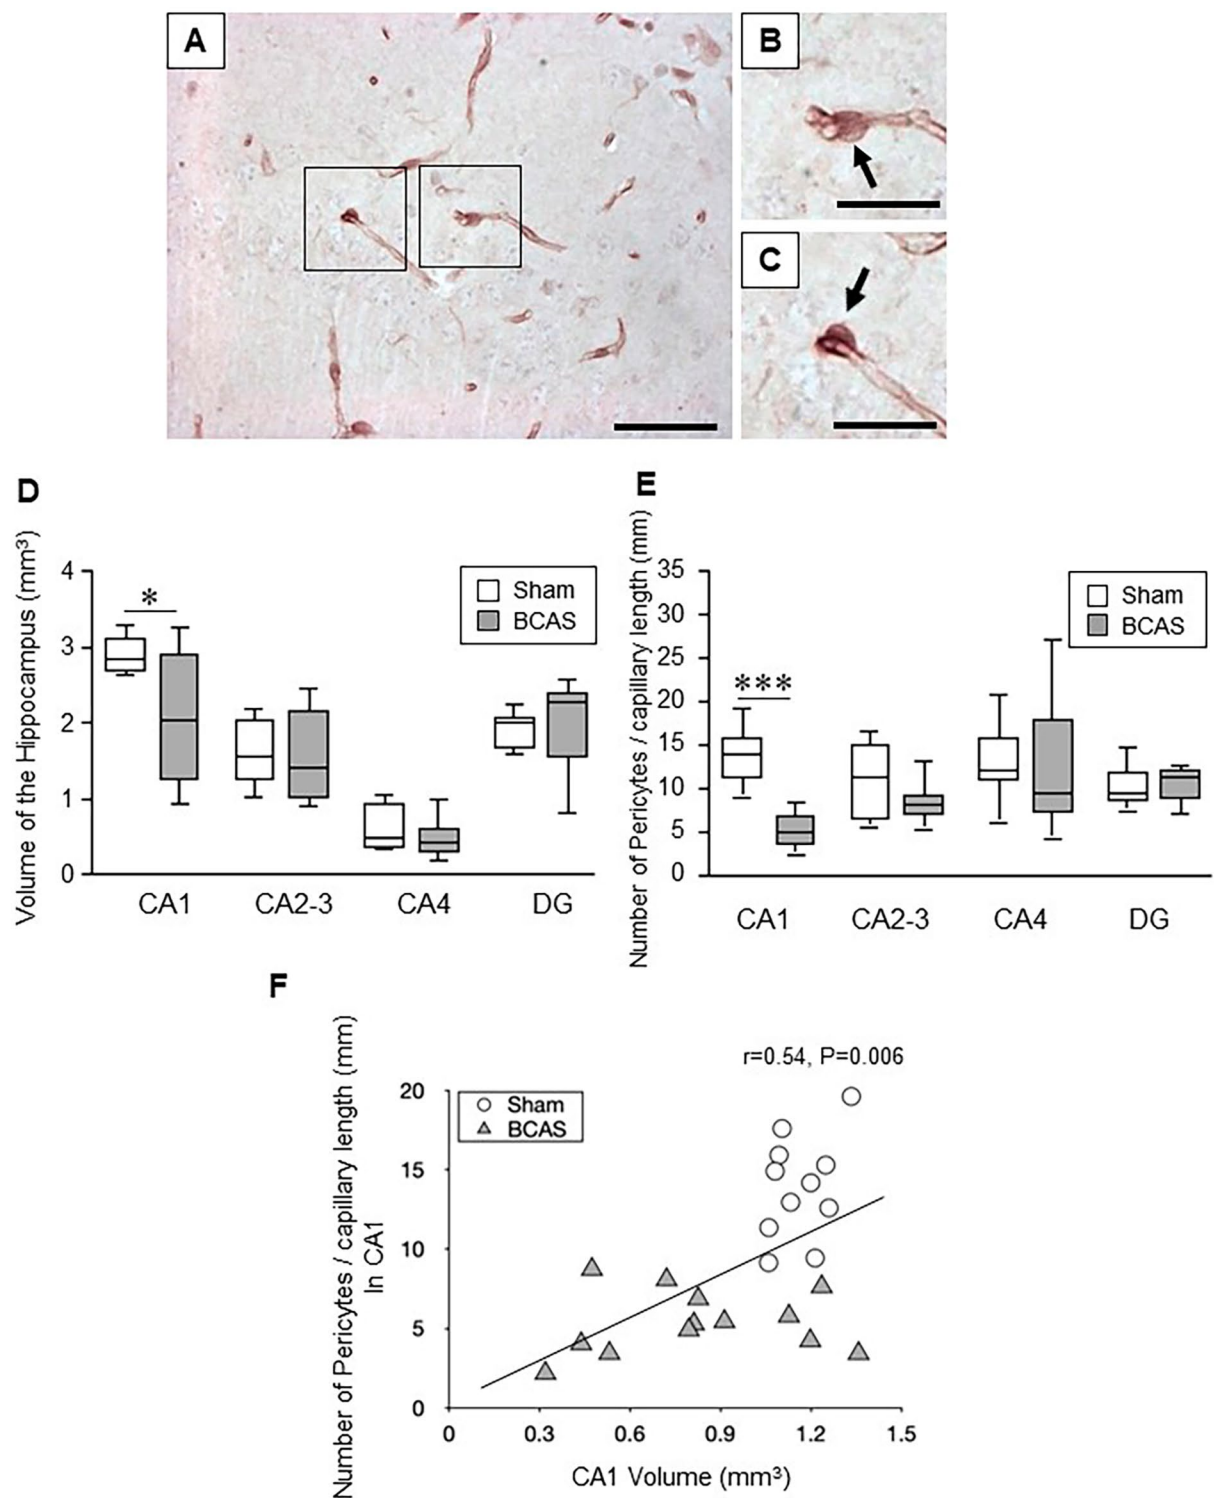 A
B
C
D
Volume of the Hippocampus (mm³)
4
3
2
1
0
*
Sham
BCAS
CA1
CA2-3
CA4
DG
E
Number of Pericytes / capillary length (mm)
35
30
25
20
15
10
5
0
***
Sham
BCAS
CA1
CA2-3
CA4
DG
F
Number of Pericytes / capillary length (mm)
In CA1
r=0.54, P=0.006
20
15
10
5
0
Sham
BCAS
0
0.3
0.6
0.9
1.2
1.5
CA1 Volume (mm³)